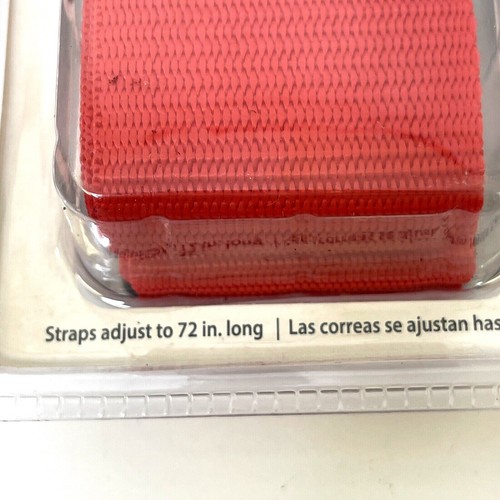 Straps adjust to 72 in. long | Las correas se ajustan has